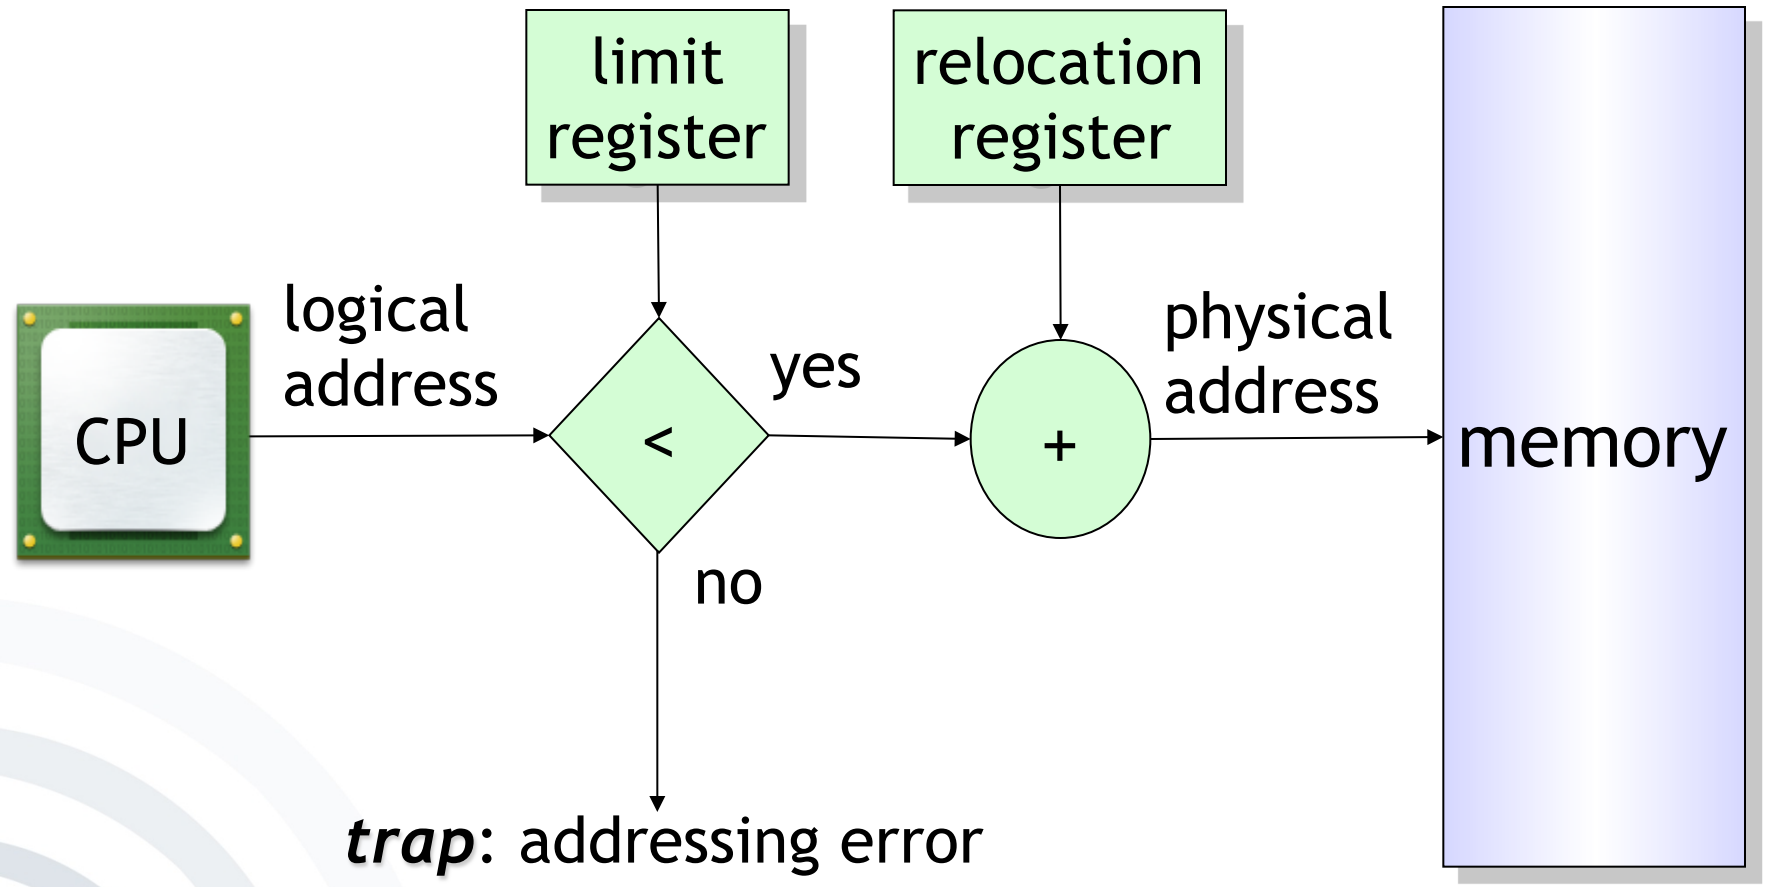 limit
register
relocation
register
logical
address
yes
physical
address
CPU
<
+
memory
no
trap: addressing error